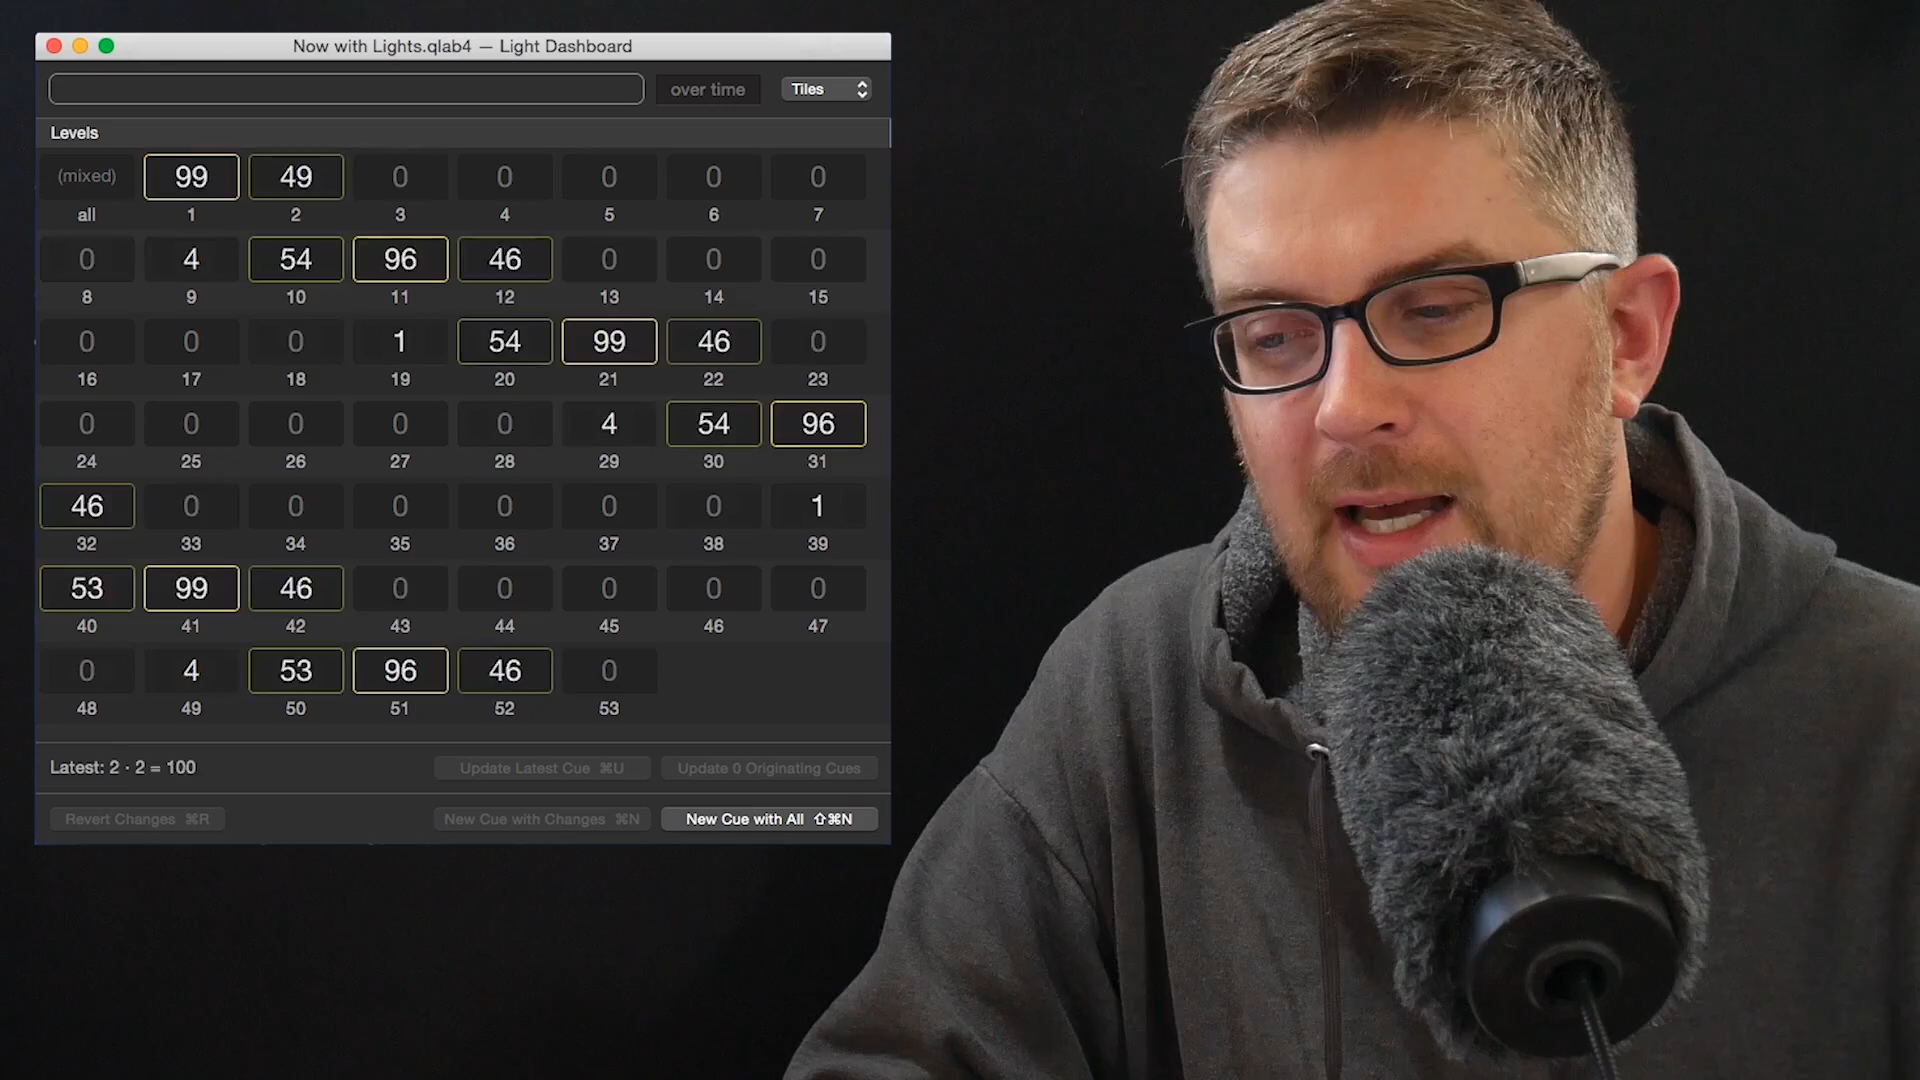 Now with Lights.qlab4 — Light Dashboard
over time Tiles
Levels
(mixed) 99 49 0 0 0 0 0
all 1 2 3 4 5 6 7
0 4 54 96 46 0 0 0
8 9 10 11 12 13 14 15
0 0 0 1 54 99 46 0
16 17 18 19 20 21 22 23
0 0 0 0 0 4 54 96
24 25 26 27 28 29 30 31
46 0 0 0 0 0 0 1
32 33 34 35 36 37 38 39
53 99 46 0 0 0 0 0
40 41 42 43 44 45 46 47
0 4 53 96 46 0
48 49 50 51 52 53
Latest: 2 · 2 = 100 Update Latest Cue ⌘U Update 0 Originating Cues
Revert Changes ⌘R New Cue with Changes ⌘N New Cue with All ⇧⌘N